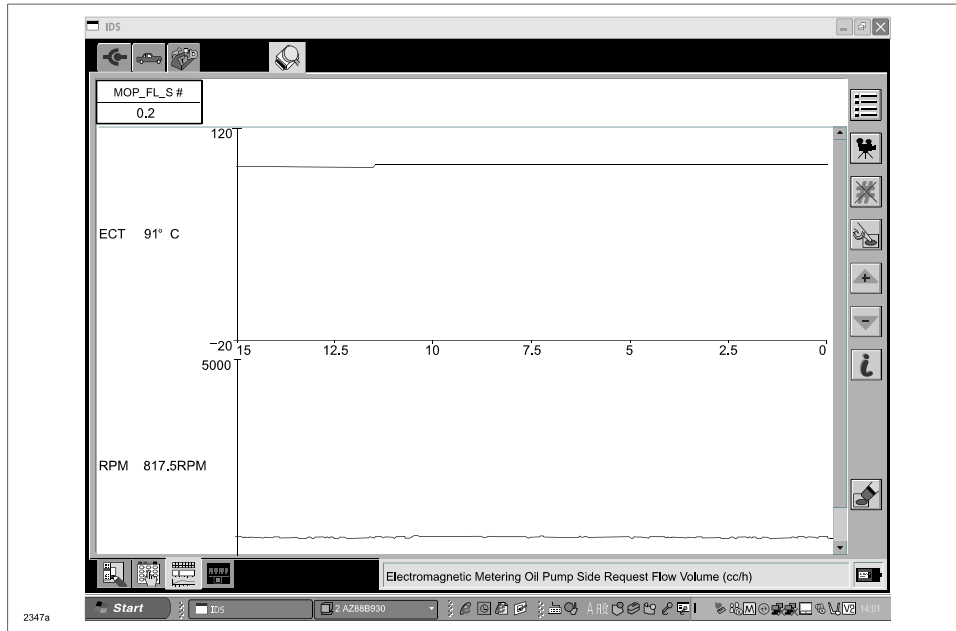 IDS
MOP_FL_S #
0.2
120
ECT 91° C
-20
15 12.5 10 7.5 5 2.5 0
5000
RPM 817.5RPM
Electromagnetic Metering Oil Pump Side Request Flow Volume (cc/h)
Start IDS 2 AZ88B930 14:01
2347a